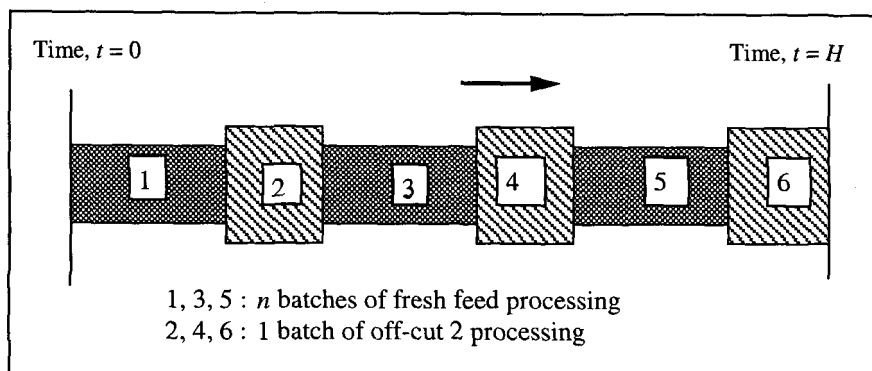 Time, t = 0
Time, t = H
1
2
3
4
5
6
1, 3, 5 : n batches of fresh feed processing
2, 4, 6 : 1 batch of off-cut 2 processing